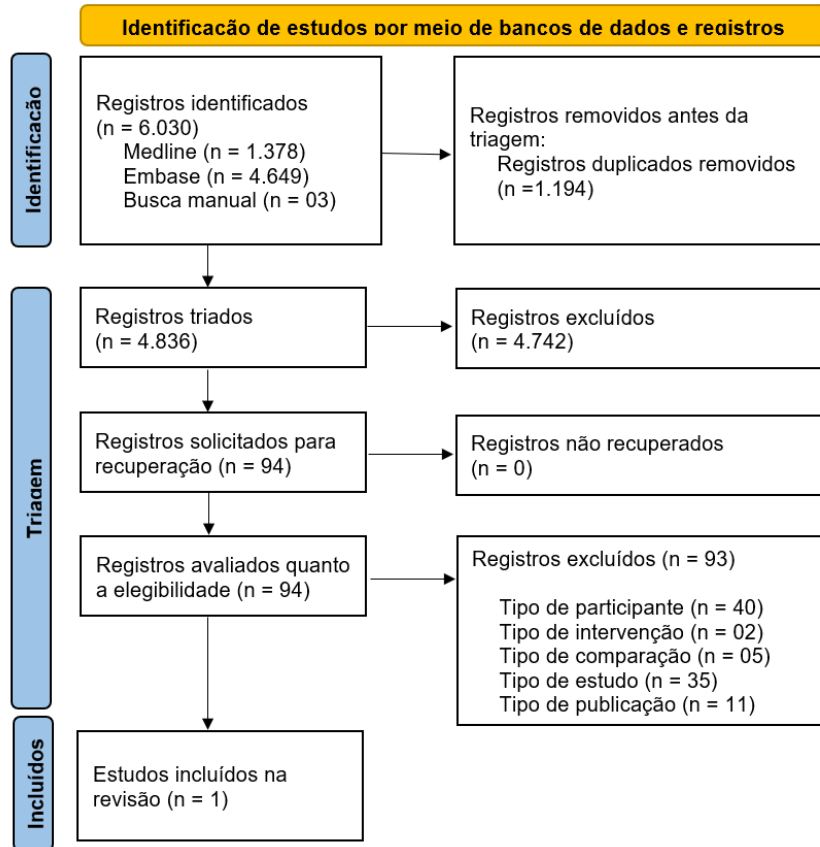 Identificação de estudos por meio de bancos de dados e registros
Identificação
Registros identificados
(n = 6.030)
Medline (n = 1.378)
Embase (n = 4.649)
Busca manual (n = 03)
Registros removidos antes da
triagem:
Registros duplicados removidos
(n =1.194)
Triagem
Registros triados
(n = 4.836)
Registros excluídos
(n = 4.742)
Registros solicitados para
recuperação (n = 94)
Registros não recuperados
(n = 0)
Registros avaliados quanto
a elegibilidade (n = 94)
Registros excluídos (n = 93)
Tipo de participante (n = 40)
Tipo de intervenção (n = 02)
Tipo de comparação (n = 05)
Tipo de estudo (n = 35)
Tipo de publicação (n = 11)
Incluídos
Estudos incluídos na
revisão (n = 1)